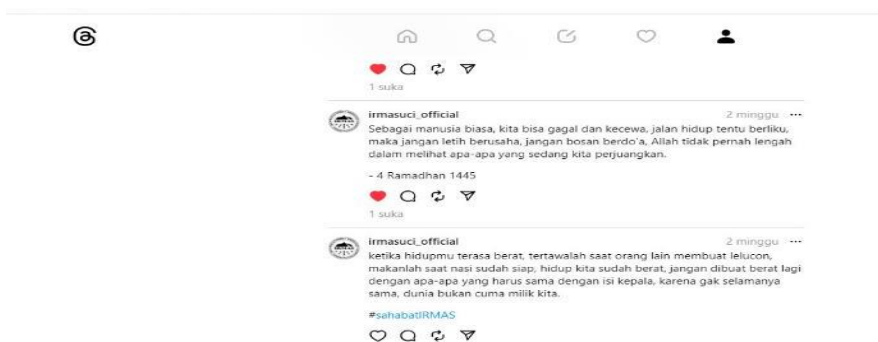 1 suka
irmasuci_official 2 minggu ...
Sebagai manusia biasa, kita bisa gagal dan kecewa, jalan hidup tentu berliku,
maka jangan letih berusaha, jangan bosan berdo'a, Allah tidak pernah lengah
dalam melihat apa-apa yang sedang kita perjuangkan.
- 4 Ramadhan 1445
1 suka
irmasuci_official 2 minggu ...
ketika hidupmu terasa berat, tertawalah saat orang lain membuat lelucon,
makanlah saat nasi sudah siap, hidup kita sudah berat, jangan dibuat berat lagi
dengan apa-apa yang harus sama dengan isi kepala, karena gak selamanya
sama, dunia bukan cuma milik kita.
#sahabatIRMAS